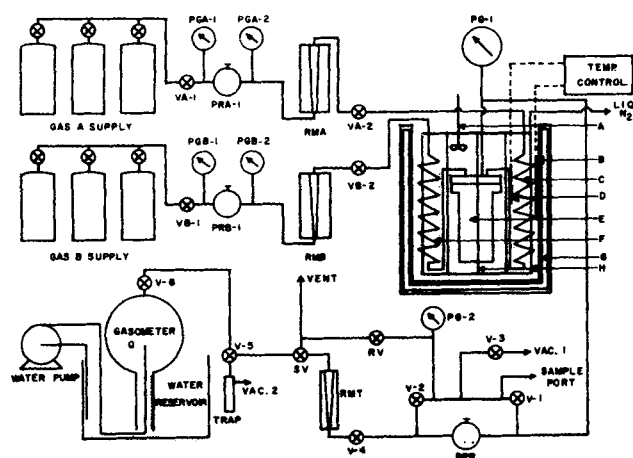 PGA-1 PGA-2
PG-1
TEMP.
CONTROL.
VA-1 PRA-1
GAS A SUPPLY
RMA
VA-2
LIQ
N2
PGB-1 PGB-2
A
B
C
D
E
F
G
H
VB-1 PRB-1
GAS B SUPPLY
RMB
VB-2
V-6
VENT
GASOMETER
G
V-5
PG-2
V-3
VAC. 1
SAMPLE
PORT
WATER PUMP
WATER
RESERVOIR
TRAP
VAC. 2
SV
RV
RMT
V-2
V-1
V-4